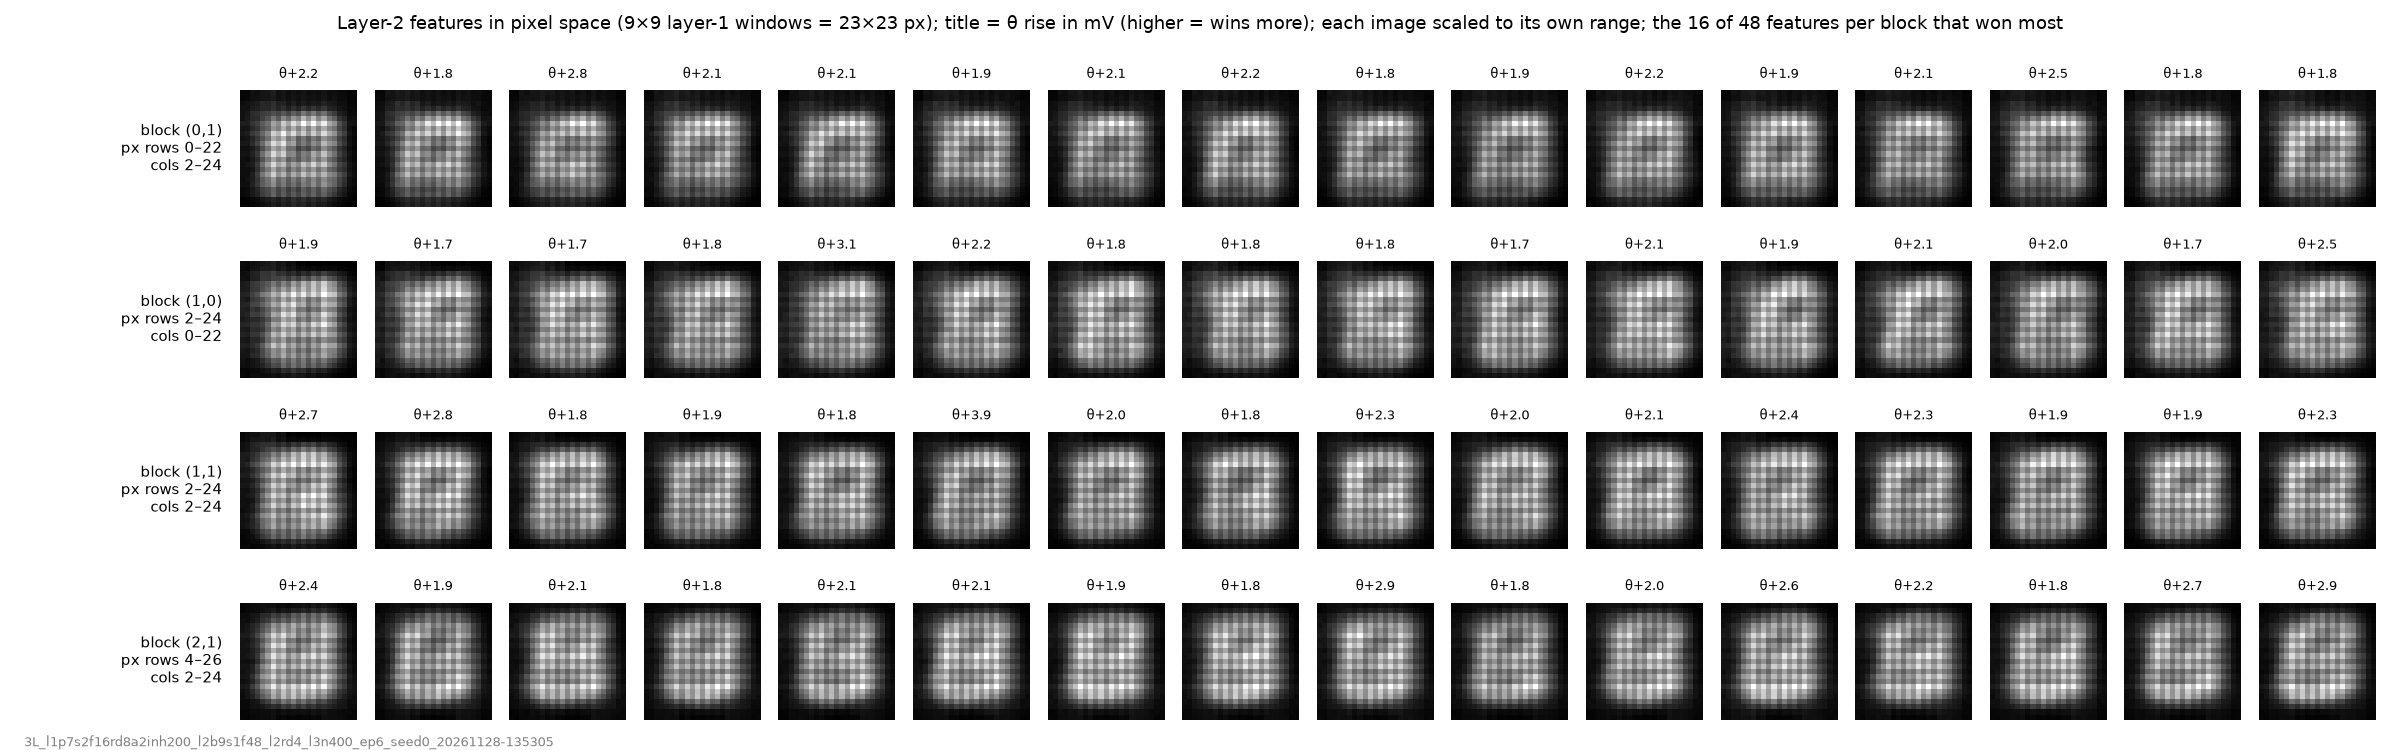 Layer-2 features in pixel space (9×9 layer-1 windows = 23×23 px); title = θ rise in mV (higher = wins more); each image scaled to its own range; the 16 of 48 features per block that won most
θ+2.2 θ+1.8 θ+2.8 θ+2.1 θ+2.1 θ+1.9 θ+2.1 θ+2.2 θ+1.8 θ+1.9 θ+2.2 θ+1.9 θ+2.1 θ+2.5 θ+1.8 θ+1.8
block (0,1)
px rows 0–22
cols 2–24
θ+1.9 θ+1.7 θ+1.7 θ+1.8 θ+3.1 θ+2.2 θ+1.8 θ+1.8 θ+1.8 θ+1.7 θ+2.1 θ+1.9 θ+2.1 θ+2.0 θ+1.7 θ+2.5
block (1,0)
px rows 2–24
cols 0–22
θ+2.7 θ+2.8 θ+1.8 θ+1.9 θ+1.8 θ+3.9 θ+2.0 θ+1.8 θ+2.3 θ+2.0 θ+2.1 θ+2.4 θ+2.3 θ+1.9 θ+1.9 θ+2.3
block (1,1)
px rows 2–24
cols 2–24
θ+2.4 θ+1.9 θ+2.1 θ+1.8 θ+2.1 θ+2.1 θ+1.9 θ+1.8 θ+2.9 θ+1.8 θ+2.0 θ+2.6 θ+2.2 θ+1.8 θ+2.7 θ+2.9
block (2,1)
px rows 4–26
cols 2–24
3L_l1p7s2f16rd8a2inh200_l2b9s1f48_l2rd4_l3n400_ep6_seed0_20261128-135305